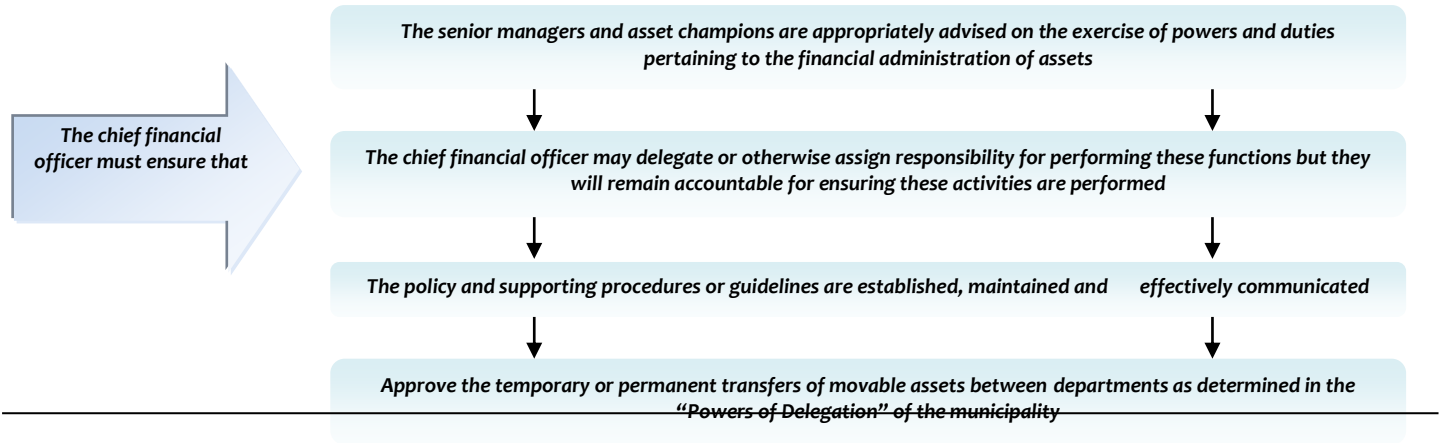 The chief financial
officer must ensure that
The senior managers and asset champions are appropriately advised on the exercise of powers and duties
pertaining to the financial administration of assets
The chief financial officer may delegate or otherwise assign responsibility for performing these functions but they
will remain accountable for ensuring these activities are performed
The policy and supporting procedures or guidelines are established, maintained and effectively communicated
Approve the temporary or permanent transfers of movable assets between departments as determined in the
“Powers of Delegation” of the municipality